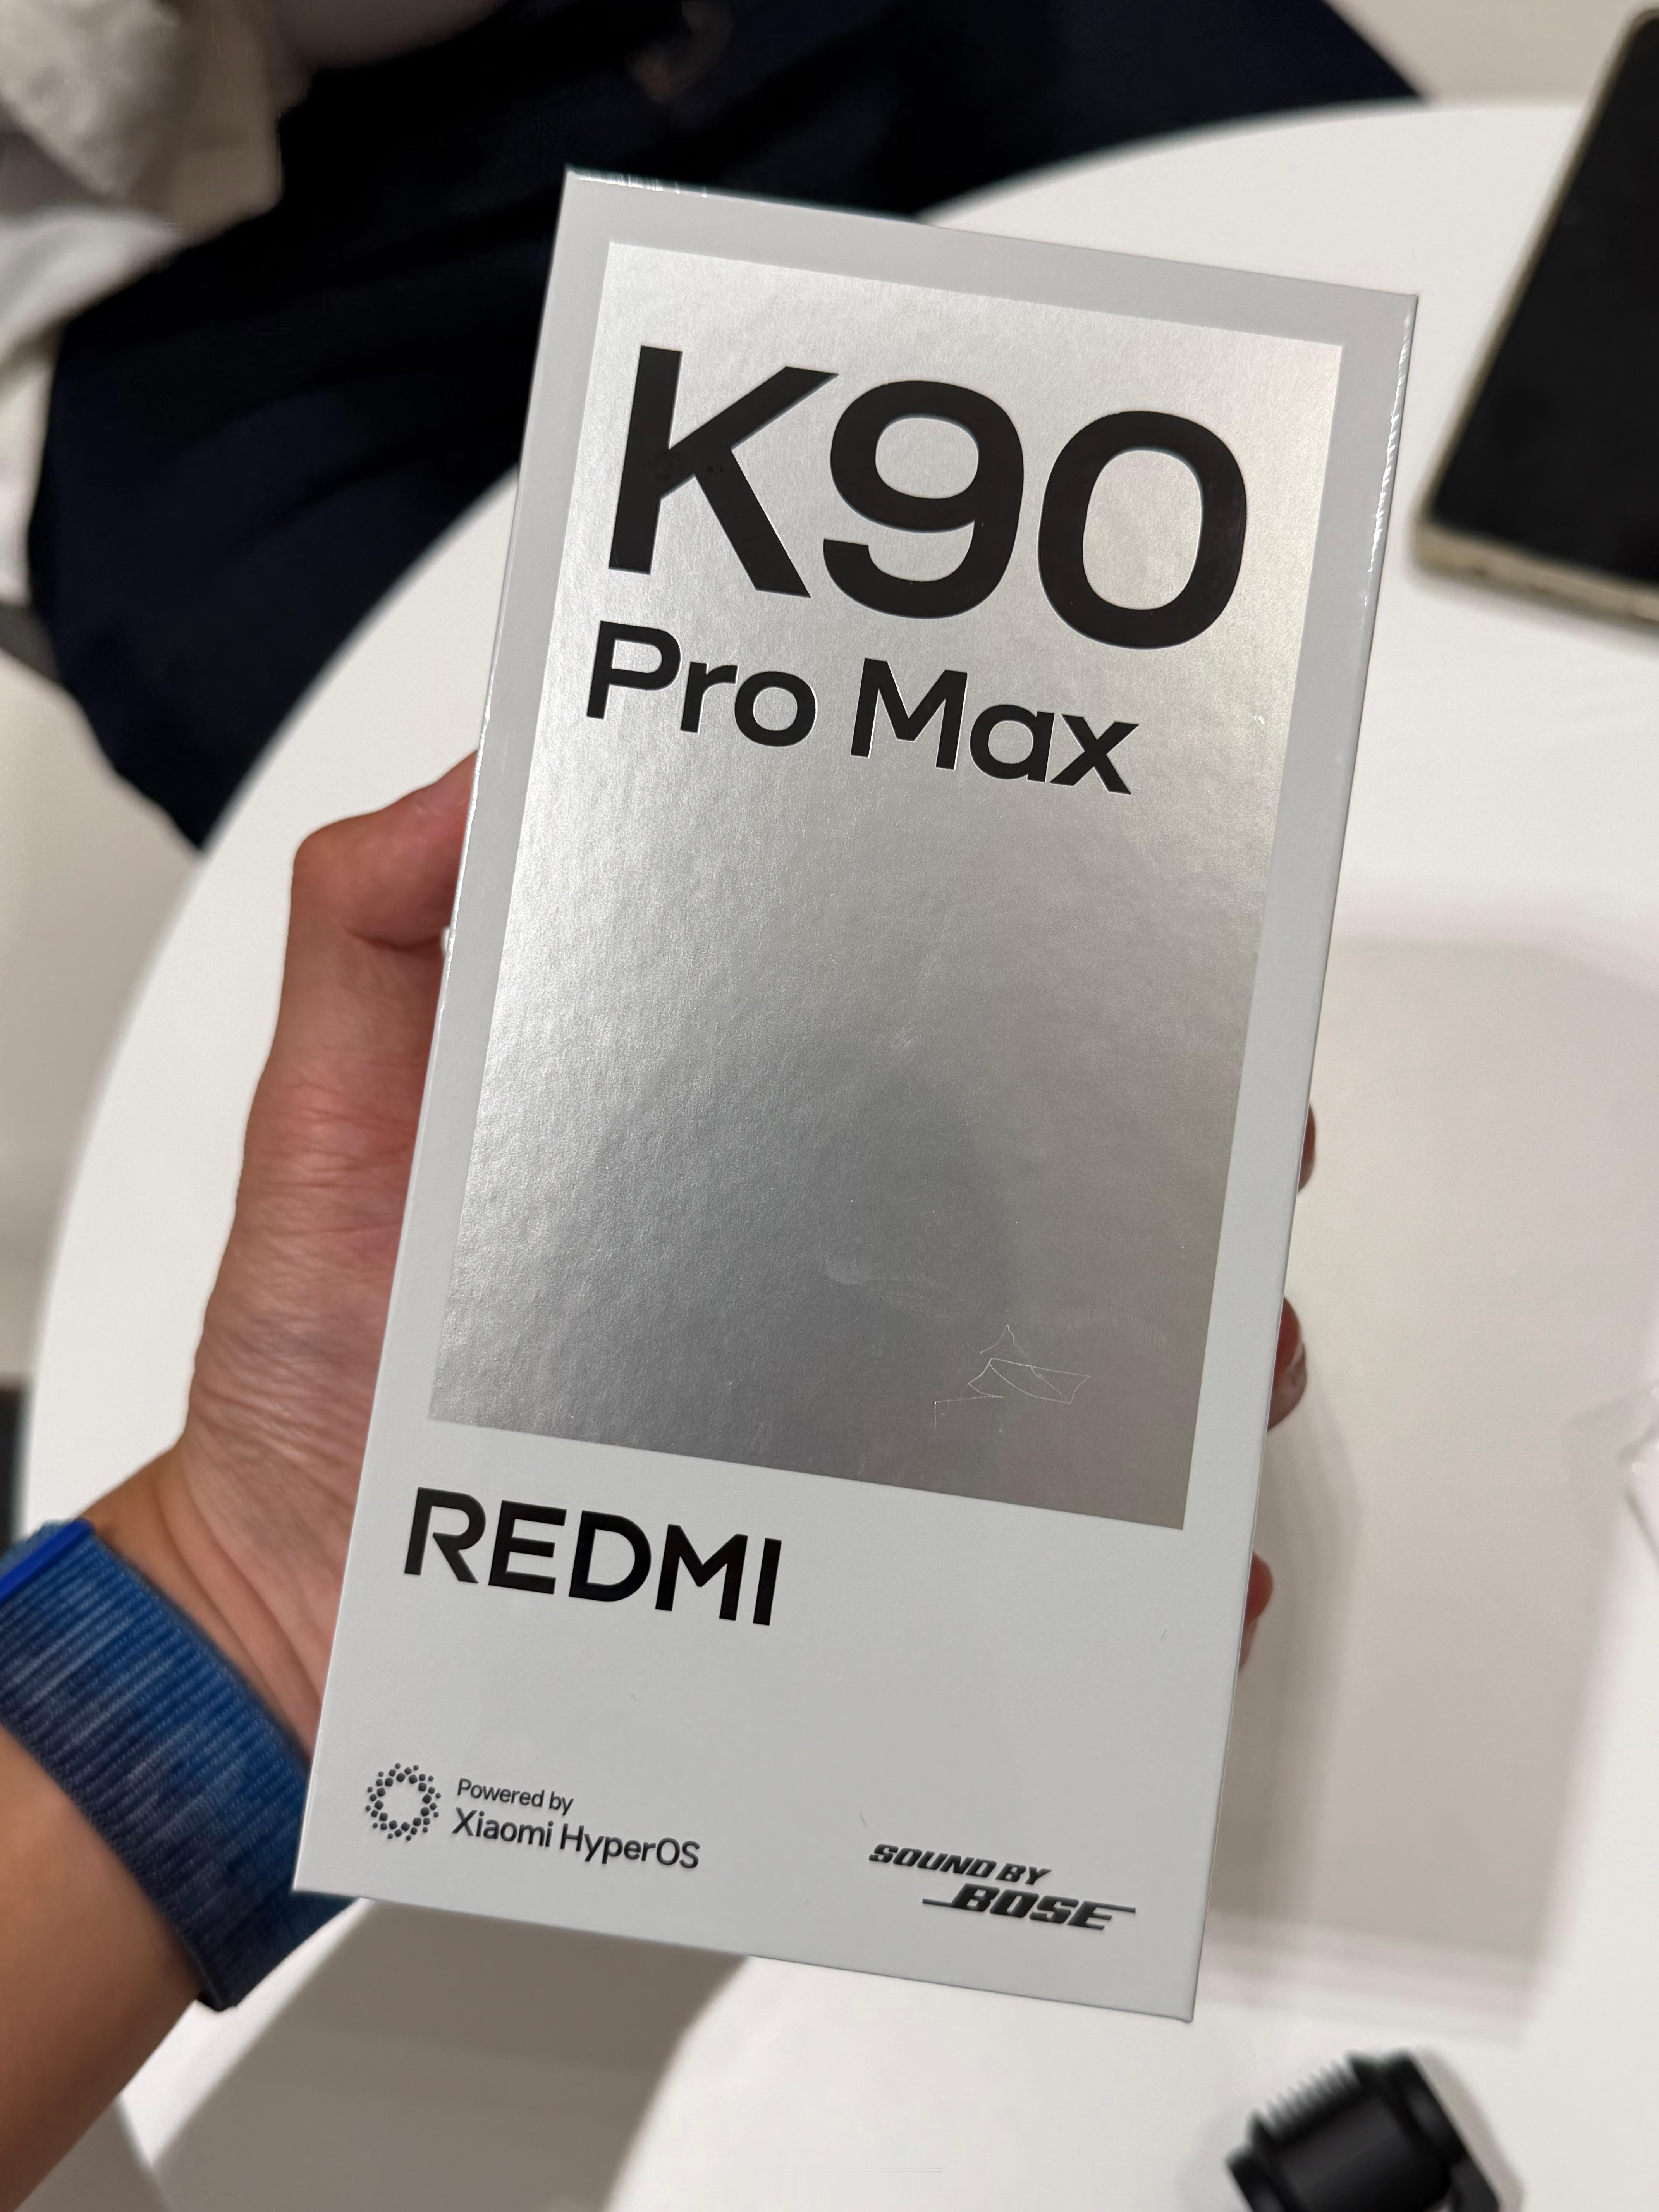 K90
Pro Max
REDMI
Powered by
Xiaomi HyperOS
SOUND BY
BOSE